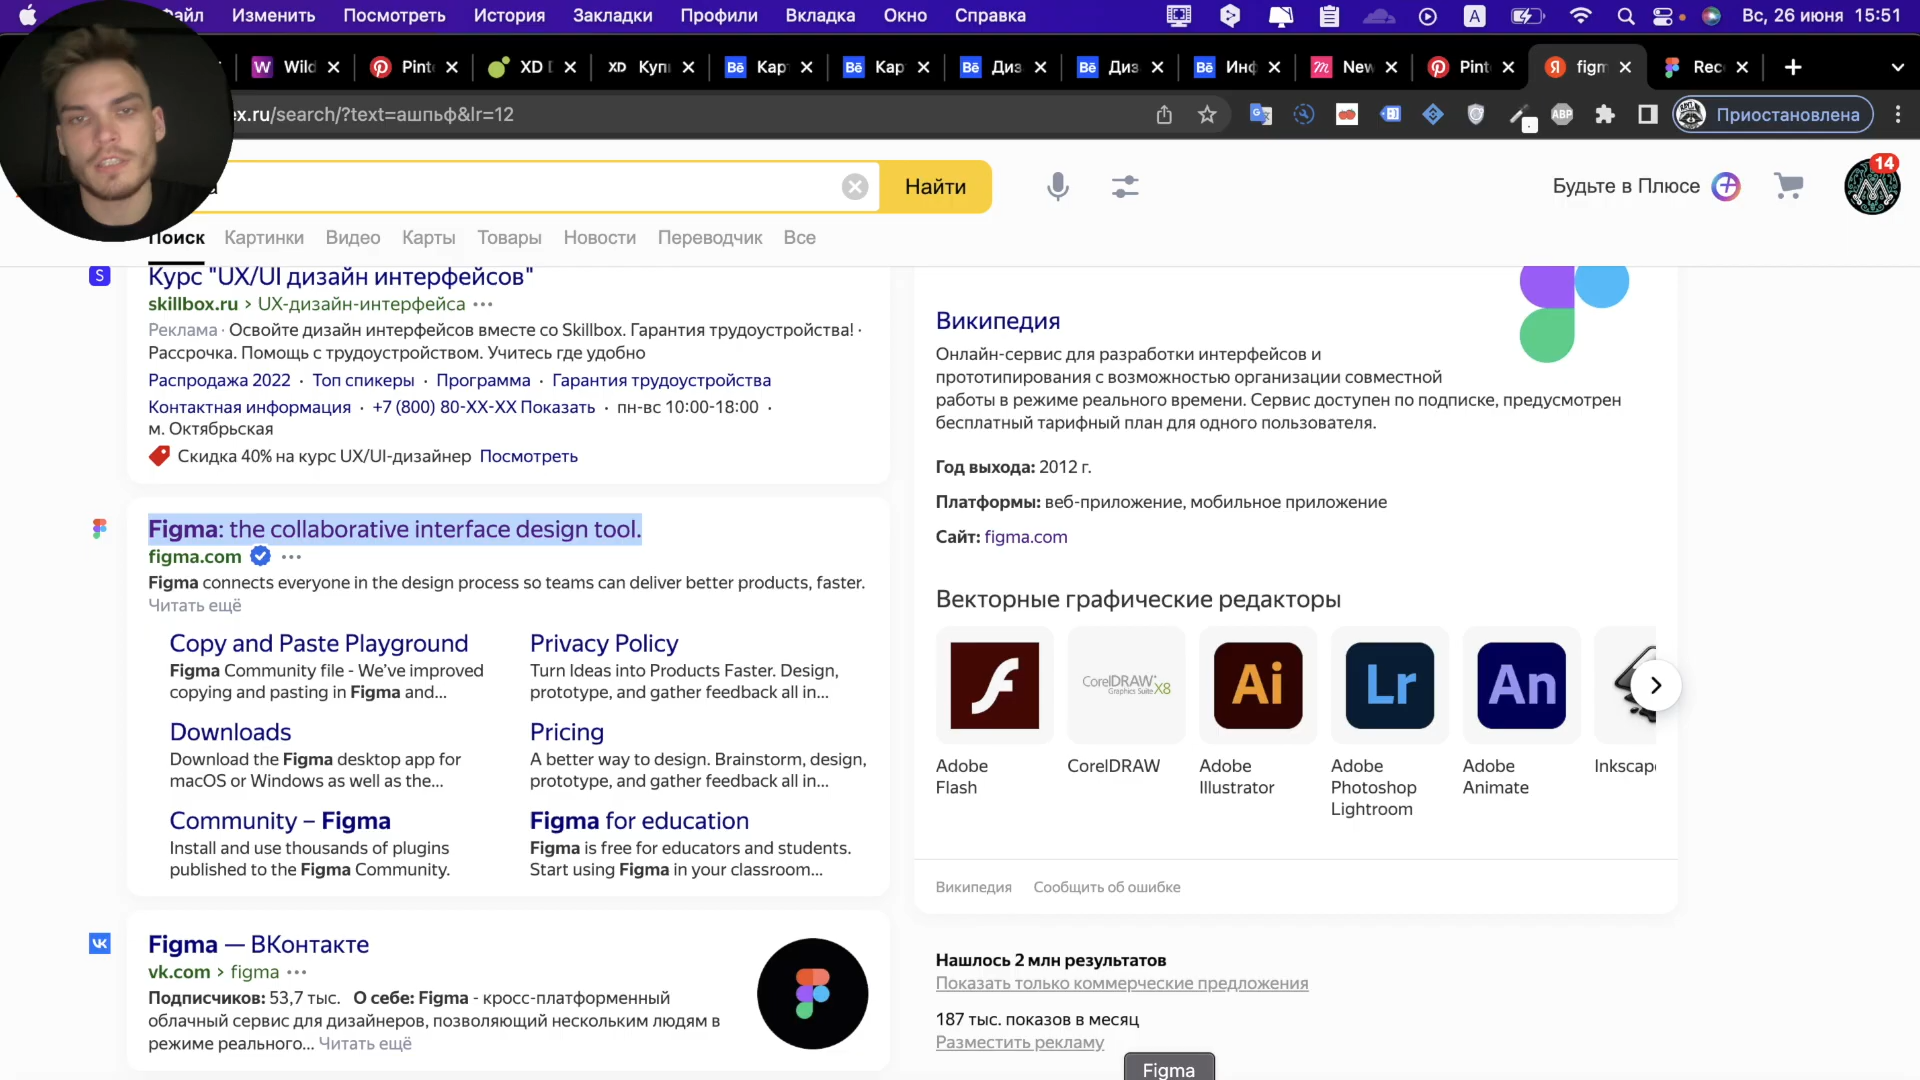 айл Изменить Посмотреть История Закладки Профили Вкладка Окно Справка A Вс, 26 июня 15:51
W Wild Pint XD D XD Купи Bē Кар Bē Кар Bē Диз Bē Диз Bē Инф m New Pint Я figm Rec
ex.ru/search/?text=ашпьф&lr=12 ABP Приостановлена
a Найти Будьте в Плюсе 14
Поиск Картинки Видео Карты Товары Новости Переводчик Все
S
Курс "UX/UI дизайн интерфейсов"
skillbox.ru › UX-дизайн-интерфейса
Реклама · Освойте дизайн интерфейсов вместе со Skillbox. Гарантия трудоустройства! ·
Рассрочка. Помощь с трудоустройством. Учитесь где удобно
Распродажа 2022 · Топ спикеры · Программа · Гарантия трудоустройства
Контактная информация · +7 (800) 80-XX-XX Показать · пн-вс 10:00-18:00 ·
м. Октябрьская
Скидка 40% на курс UX/UI-дизайнер Посмотреть
Figma: the collaborative interface design tool.
figma.com
Figma connects everyone in the design process so teams can deliver better products, faster.
Читать ещё
Copy and Paste Playground
Figma Community file - We've improved
copying and pasting in Figma and...
Privacy Policy
Turn Ideas into Products Faster. Design,
prototype, and gather feedback all in...
Downloads
Download the Figma desktop app for
macOS or Windows as well as the...
Pricing
A better way to design. Brainstorm, design,
prototype, and gather feedback all in...
Community – Figma
Install and use thousands of plugins
published to the Figma Community.
Figma for education
Figma is free for educators and students.
Start using Figma in your classroom...
Figma — ВКонтакте
vk.com › figma
Подписчиков: 53,7 тыс. О себе: Figma - кросс-платформенный
облачный сервис для дизайнеров, позволяющий нескольким людям в
режиме реального... Читать ещё
Википедия
Онлайн-сервис для разработки интерфейсов и
прототипирования с возможностью организации совместной
работы в режиме реального времени. Сервис доступен по подписке, предусмотрен
бесплатный тарифный план для одного пользователя.
Год выхода: 2012 г.
Платформы: веб-приложение, мобильное приложение
Сайт: figma.com
Векторные графические редакторы
CorelDRAW Graphics Suite X8
Ai
Lr
An
Adobe
Flash
CorelDRAW
Adobe
Illustrator
Adobe
Photoshop
Lightroom
Adobe
Animate
Inkscape
Википедия Сообщить об ошибке
Нашлось 2 млн результатов
Показать только коммерческие предложения
187 тыс. показов в месяц
Разместить рекламу
Figma